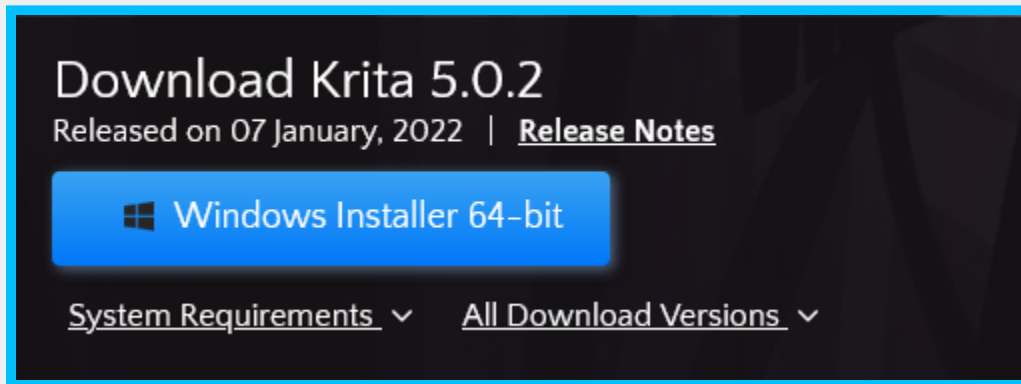 Download Krita 5.0.2
Released on 07 January, 2022 | Release Notes
Windows Installer 64-bit
System Requirements All Download Versions